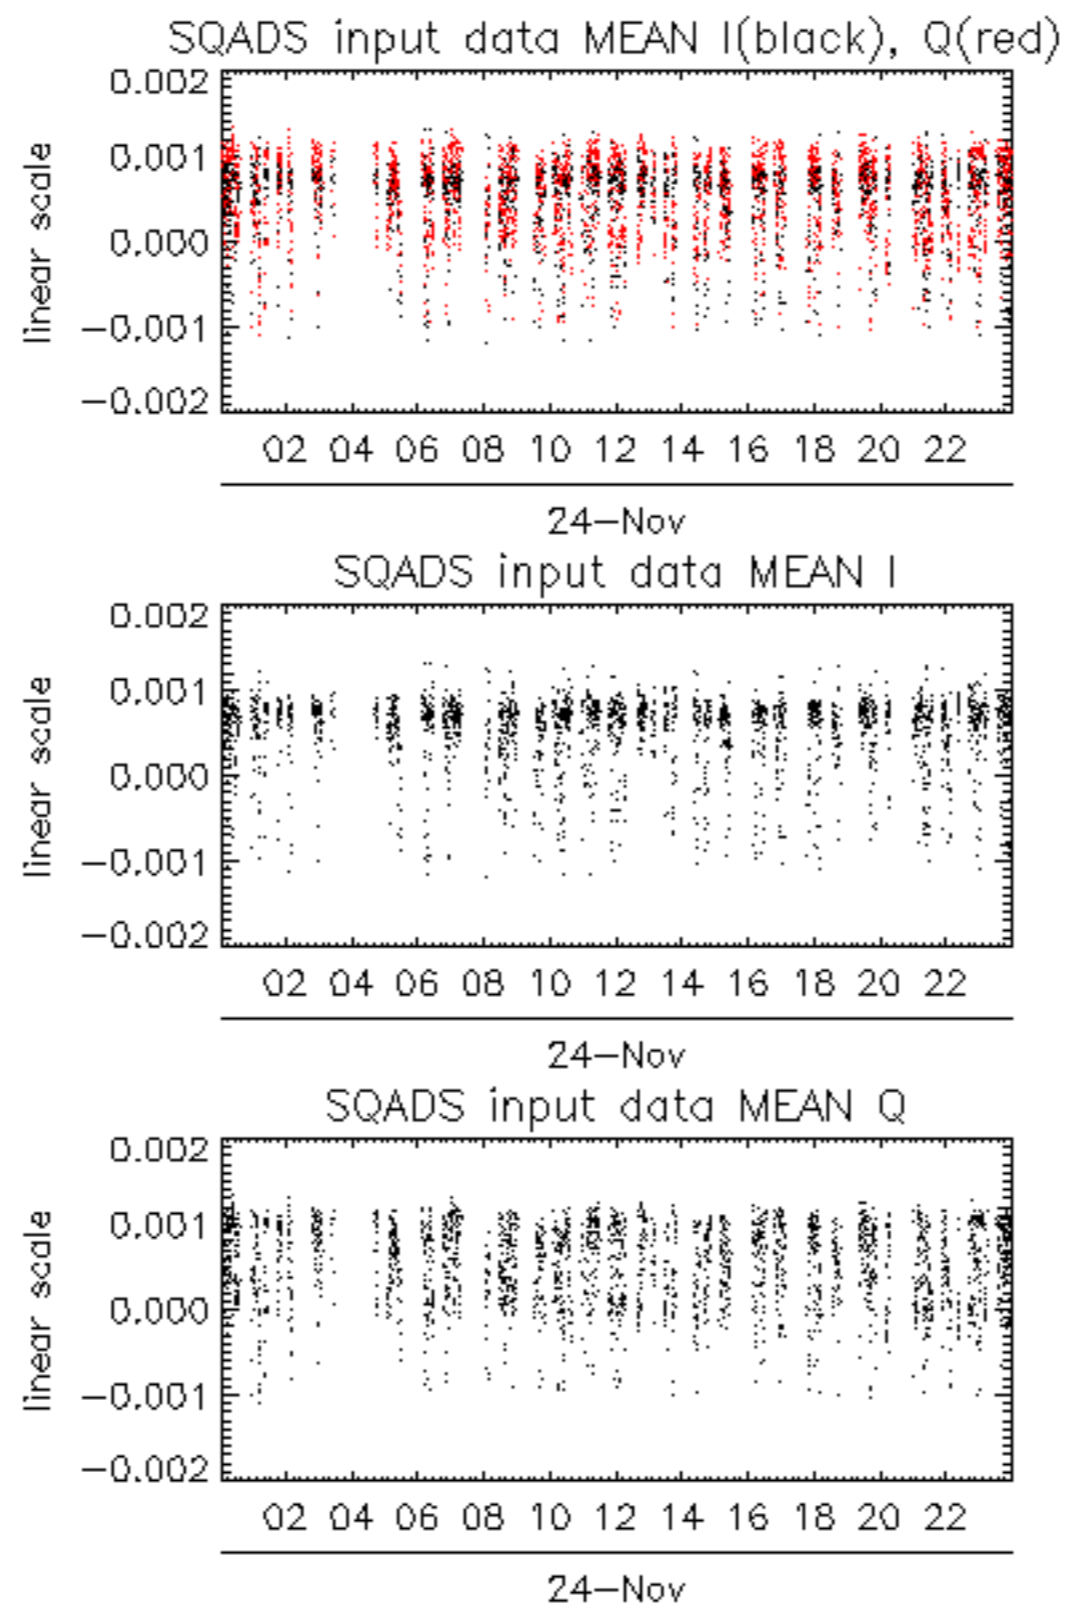 SQADS input data MEAN I(black), Q(red)
0.002
0.001
0.000
−0.001
−0.002
linear scale
02 04 06 08 10 12 14 16 18 20 22
24−Nov
SQADS input data MEAN I
0.002
0.001
0.000
−0.001
−0.002
linear scale
02 04 06 08 10 12 14 16 18 20 22
24−Nov
SQADS input data MEAN Q
0.002
0.001
0.000
−0.001
−0.002
linear scale
02 04 06 08 10 12 14 16 18 20 22
24−Nov